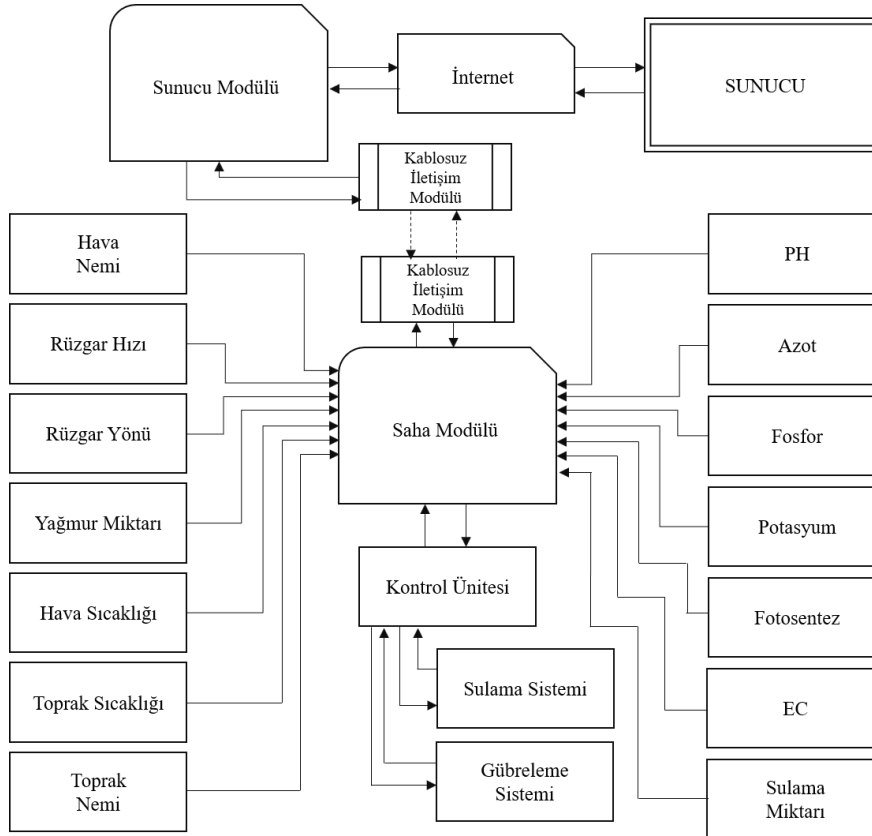 Sunucu Modülü
İnternet
SUNUCU
Kablosuz
İletişim
Modülü
Kablosuz
İletişim
Modülü
Hava
Nemi
Rüzgar Hızı
Rüzgar Yönü
Yağmur Miktarı
Hava Sıcaklığı
Toprak Sıcaklığı
Toprak
Nemi
Saha Modülü
Kontrol Ünitesi
Sulama Sistemi
Gübreleme
Sistemi
PH
Azot
Fosfor
Potasyum
Fotosentez
EC
Sulama
Miktarı